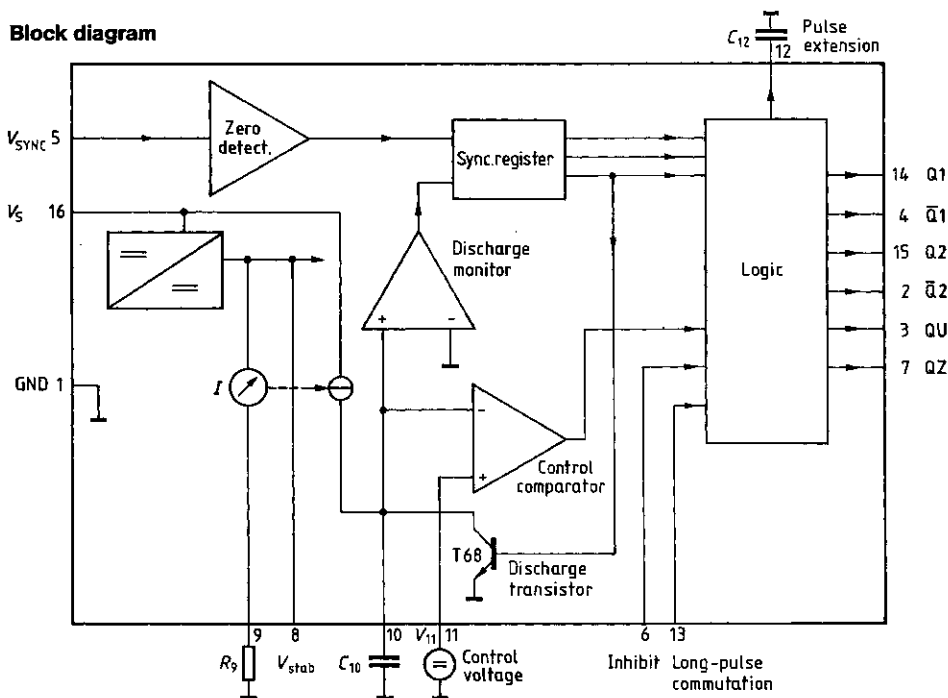 Block diagram
C12
12
Pulse
extension
VSYNC 5
Zero
detect.
Sync.register
14 Q1
4 Q̅1
15 Q2
2 Q̅2
3 QU
7 QZ
VS 16
Discharge
monitor
Logic
GND 1
I
+ -
-
+
Control
comparator
T68
Discharge
transistor
9
8
10
V11
11
6
13
R9
Vstab
C10
Control
voltage
Inhibit
Long-pulse
commutation